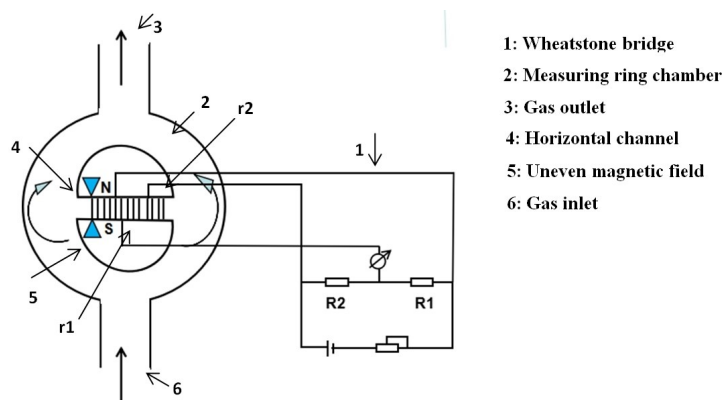 3
2
r2
4
1
N
S
5
r1
R2
R1
6
1: Wheatstone bridge
2: Measuring ring chamber
3: Gas outlet
4: Horizontal channel
5: Uneven magnetic field
6: Gas inlet